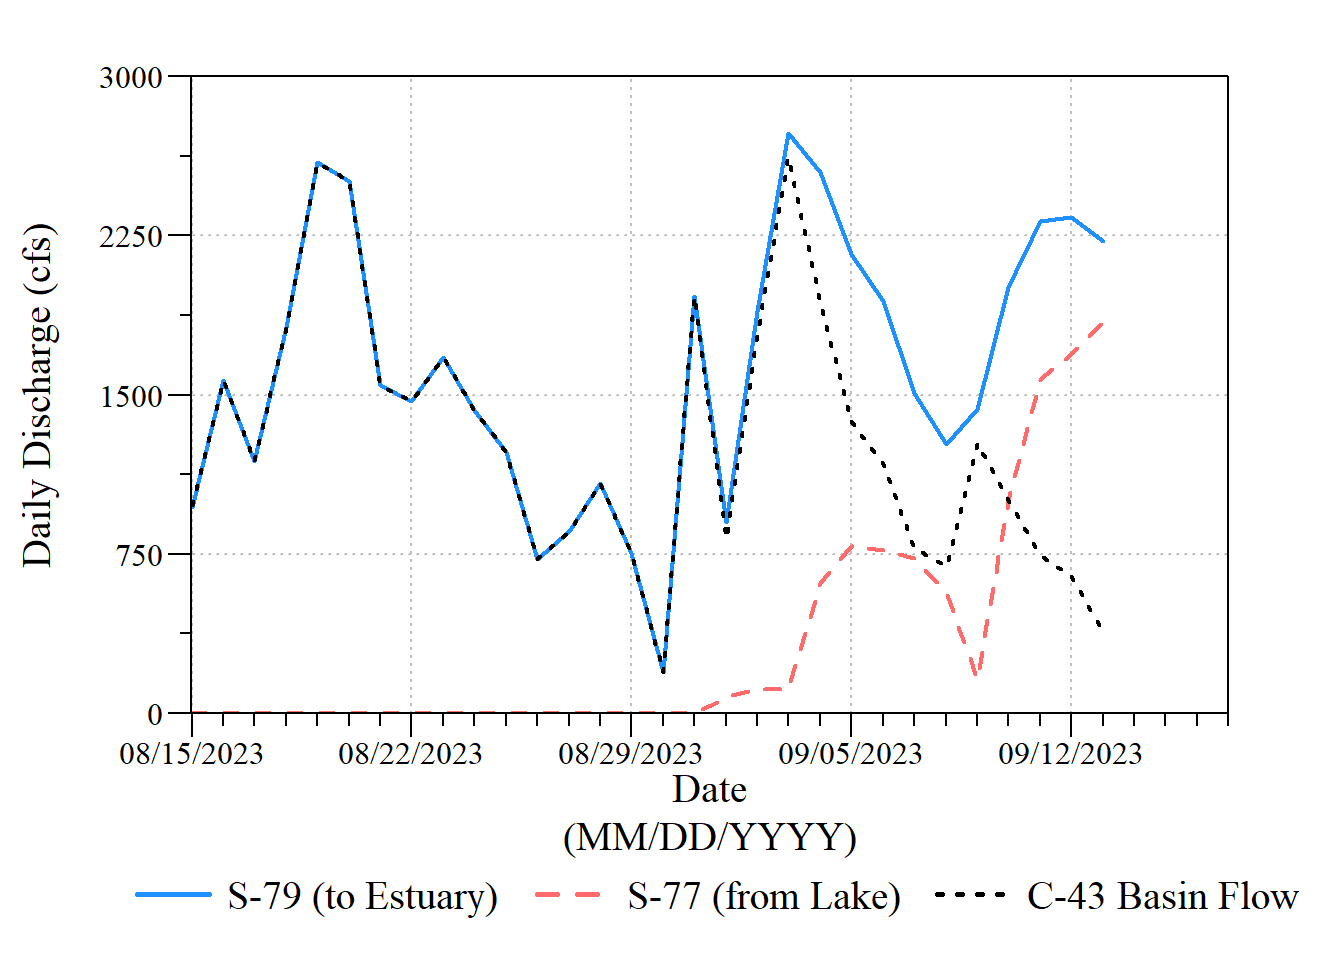 3000
2250
1500
750
0
Daily Discharge (cfs)
08/15/2023 08/22/2023 08/29/2023 09/05/2023 09/12/2023
Date
(MM/DD/YYYY)
S-79 (to Estuary) S-77 (from Lake) C-43 Basin Flow